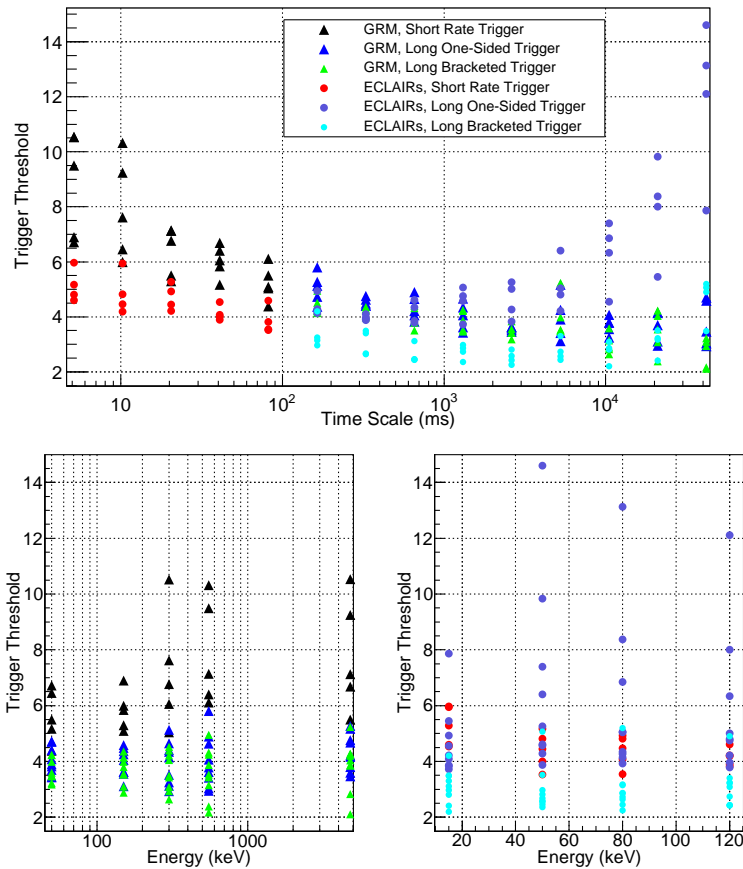 14
12
10
8
6
4
2
Trigger Threshold
GRM, Short Rate Trigger
GRM, Long One-Sided Trigger
GRM, Long Bracketed Trigger
ECLAIRs, Short Rate Trigger
ECLAIRs, Long One-Sided Trigger
ECLAIRs, Long Bracketed Trigger
10 10² 10³ 10⁴
Time Scale (ms)
14
12
10
8
6
4
2
Trigger Threshold
100 1000
Energy (keV)
14
12
10
8
6
4
2
Trigger Threshold
20 40 60 80 100 120
Energy (keV)